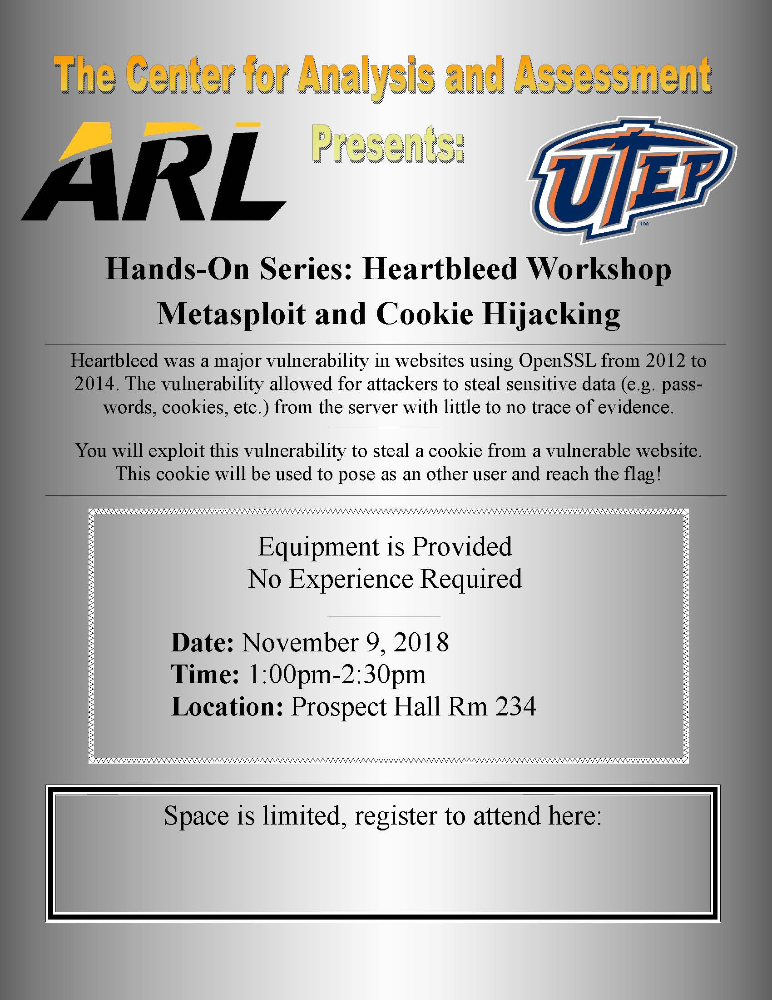 The Center for Analysis and Assessment
Presents:
ARL
UTEP
TM
Hands-On Series: Heartbleed Workshop
Metasploit and Cookie Hijacking
Heartbleed was a major vulnerability in websites using OpenSSL from 2012 to
2014. The vulnerability allowed for attackers to steal sensitive data (e.g. pass-
words, cookies, etc.) from the server with little to no trace of evidence.
You will exploit this vulnerability to steal a cookie from a vulnerable website.
This cookie will be used to pose as an other user and reach the flag!
Equipment is Provided
No Experience Required
Date: November 9, 2018
Time: 1:00pm-2:30pm
Location: Prospect Hall Rm 234
Space is limited, register to attend here: